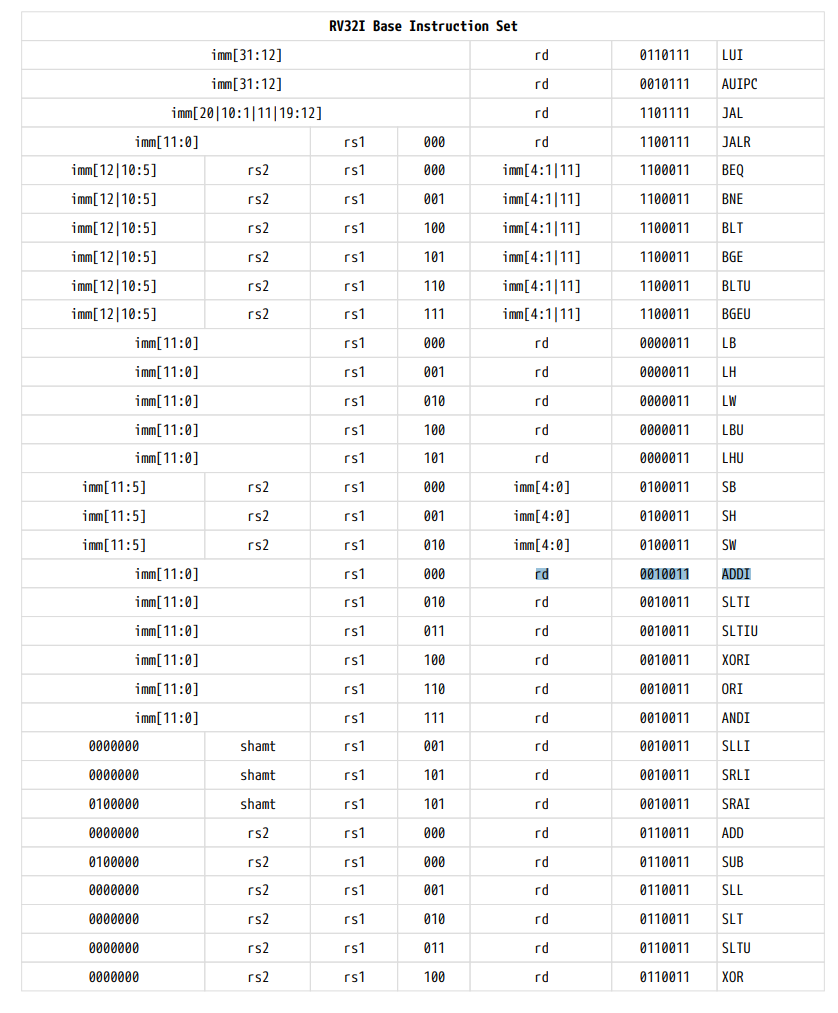 RV32I Base Instruction Set
imm[31:12] rd 0110111 LUI
imm[31:12] rd 0010111 AUIPC
imm[20|10:1|11|19:12] rd 1101111 JAL
imm[11:0] rs1 000 rd 1100111 JALR
imm[12|10:5] rs2 rs1 000 imm[4:1|11] 1100011 BEQ
imm[12|10:5] rs2 rs1 001 imm[4:1|11] 1100011 BNE
imm[12|10:5] rs2 rs1 100 imm[4:1|11] 1100011 BLT
imm[12|10:5] rs2 rs1 101 imm[4:1|11] 1100011 BGE
imm[12|10:5] rs2 rs1 110 imm[4:1|11] 1100011 BLTU
imm[12|10:5] rs2 rs1 111 imm[4:1|11] 1100011 BGEU
imm[11:0] rs1 000 rd 0000011 LB
imm[11:0] rs1 001 rd 0000011 LH
imm[11:0] rs1 010 rd 0000011 LW
imm[11:0] rs1 100 rd 0000011 LBU
imm[11:0] rs1 101 rd 0000011 LHU
imm[11:5] rs2 rs1 000 imm[4:0] 0100011 SB
imm[11:5] rs2 rs1 001 imm[4:0] 0100011 SH
imm[11:5] rs2 rs1 010 imm[4:0] 0100011 SW
imm[11:0] rs1 000 rd 0010011 ADDI
imm[11:0] rs1 010 rd 0010011 SLTI
imm[11:0] rs1 011 rd 0010011 SLTIU
imm[11:0] rs1 100 rd 0010011 XORI
imm[11:0] rs1 110 rd 0010011 ORI
imm[11:0] rs1 111 rd 0010011 ANDI
0000000 shamt rs1 001 rd 0010011 SLLI
0000000 shamt rs1 101 rd 0010011 SRLI
0100000 shamt rs1 101 rd 0010011 SRAI
0000000 rs2 rs1 000 rd 0110011 ADD
0100000 rs2 rs1 000 rd 0110011 SUB
0000000 rs2 rs1 001 rd 0110011 SLL
0000000 rs2 rs1 010 rd 0110011 SLT
0000000 rs2 rs1 011 rd 0110011 SLTU
0000000 rs2 rs1 100 rd 0110011 XOR